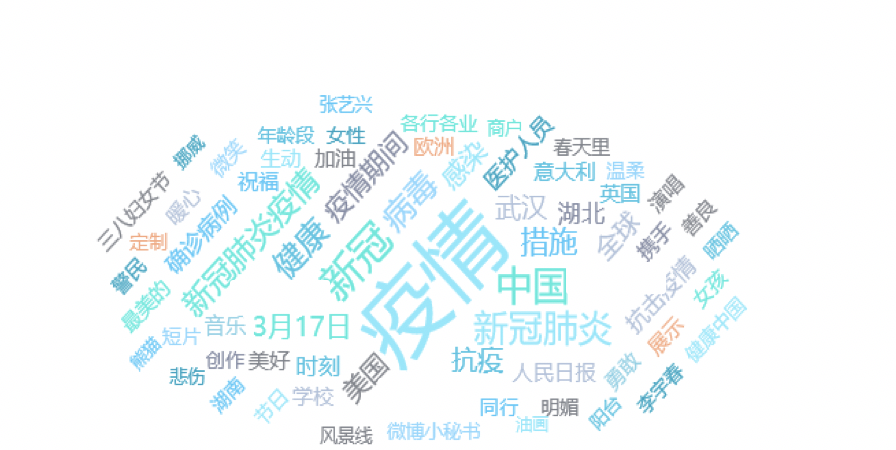 张艺兴
各行各业
商户
年龄段
女性
医护人员
挪威
微笑
生动
加油
疫情期间
欧洲
感染
春天里
三八妇女节
暖心
祝福
病毒
意大利
温柔
英国
演唱
定制
确诊病例
新冠肺炎疫情
健康
新冠
武汉
湖北
全球
携手
善良
措施
晒晒
警民
疫情
中国
最美的
抗击疫情
女孩
短片
音乐
3月17日
新冠肺炎
展示
健康中国
熊猫
创作
美好
时刻
美国
抗疫
人民日报
勇敢
悲伤
湖南
节日
学校
同行
明媚
阳台
李宇春
风景线
微博小秘书
油画